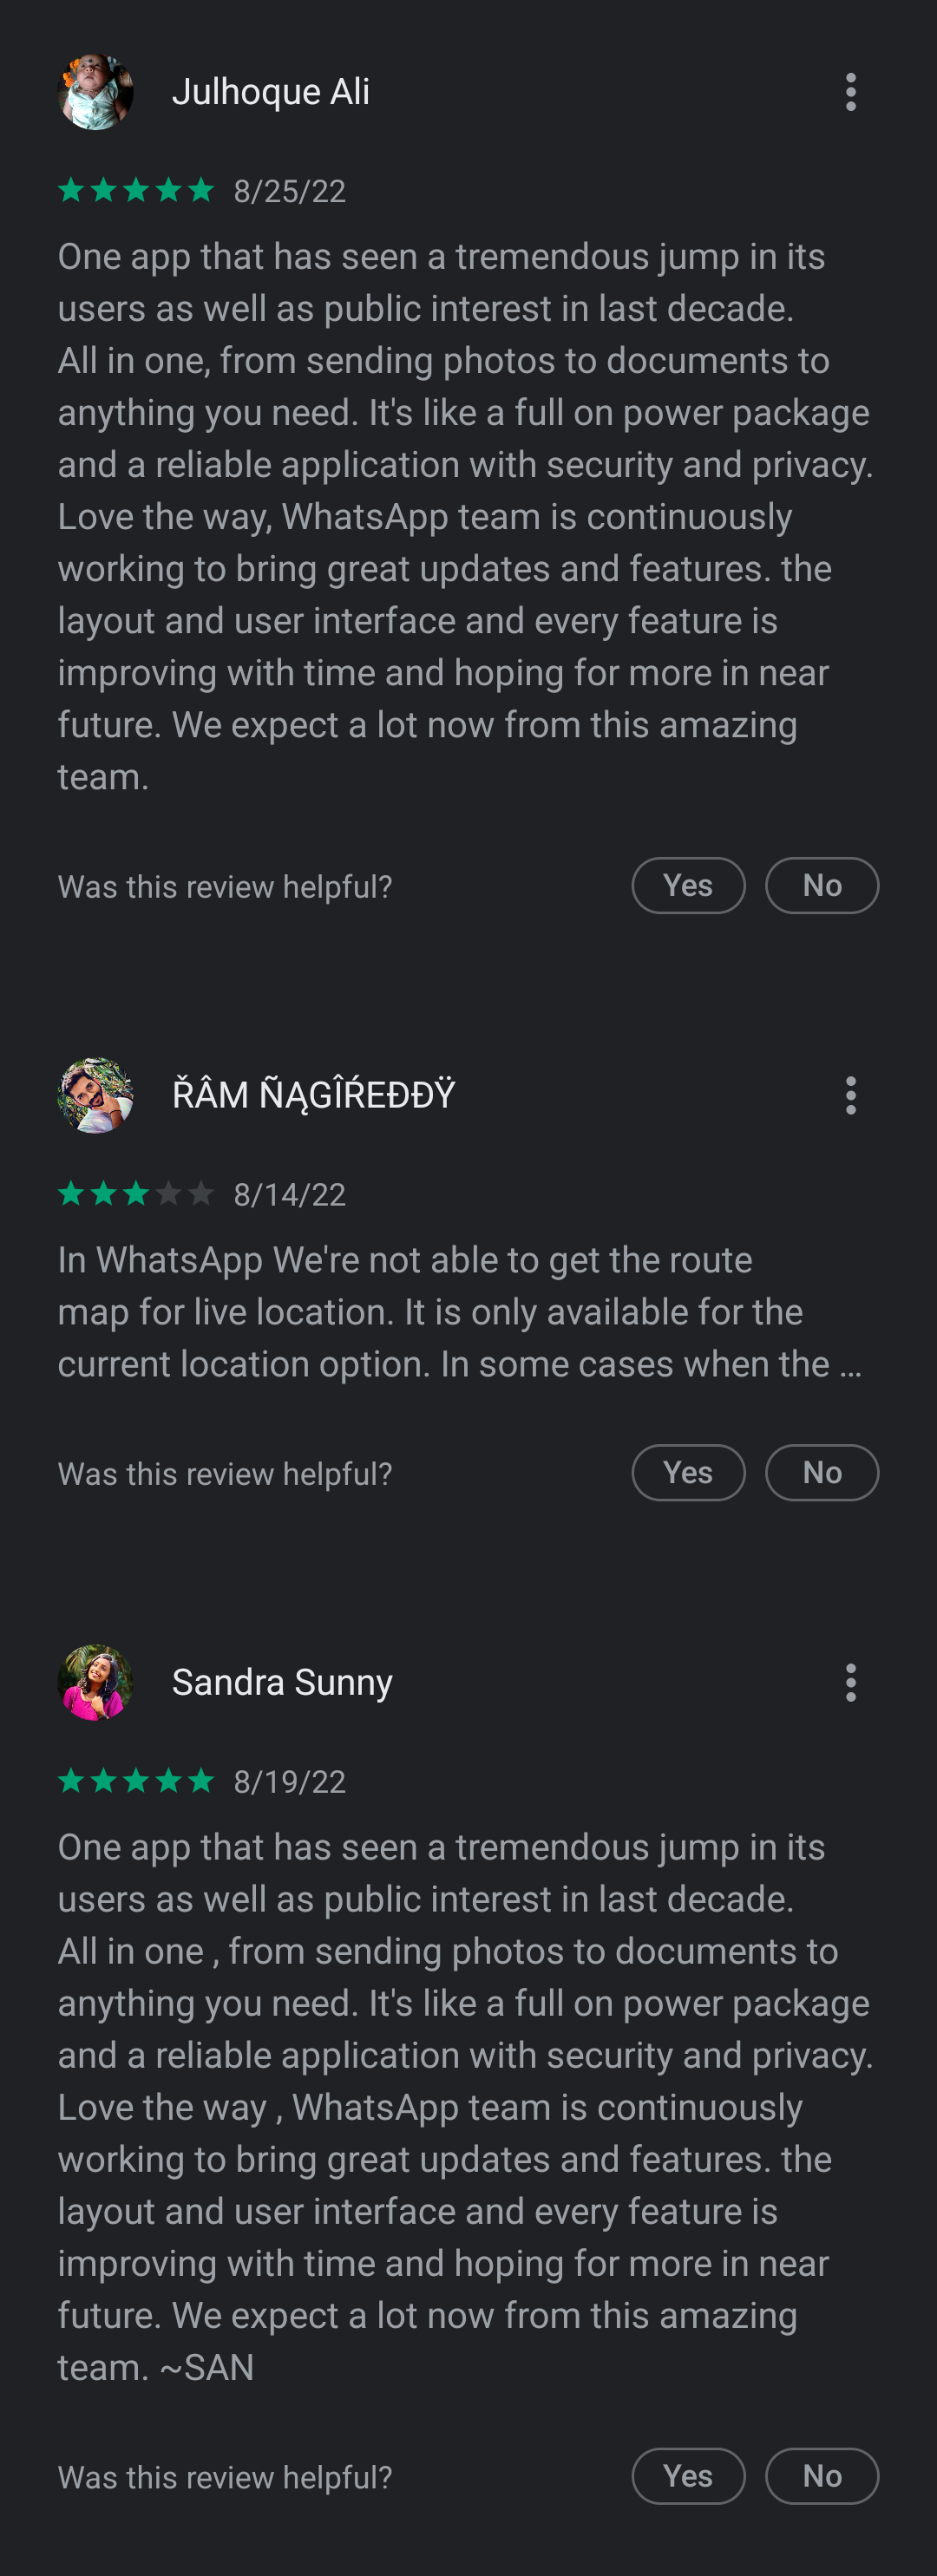 Julhoque Ali
8/25/22
One app that has seen a tremendous jump in its
users as well as public interest in last decade.
All in one, from sending photos to documents to
anything you need. It's like a full on power package
and a reliable application with security and privacy.
Love the way, WhatsApp team is continuously
working to bring great updates and features. the
layout and user interface and every feature is
improving with time and hoping for more in near
future. We expect a lot now from this amazing
team.
Was this review helpful? Yes No
ŘÂM ÑĄGÎŔEĐĐŸ
8/14/22
In WhatsApp We're not able to get the route
map for live location. It is only available for the
current location option. In some cases when the ...
Was this review helpful? Yes No
Sandra Sunny
8/19/22
One app that has seen a tremendous jump in its
users as well as public interest in last decade.
All in one , from sending photos to documents to
anything you need. It's like a full on power package
and a reliable application with security and privacy.
Love the way , WhatsApp team is continuously
working to bring great updates and features. the
layout and user interface and every feature is
improving with time and hoping for more in near
future. We expect a lot now from this amazing
team. ~SAN
Was this review helpful? Yes No